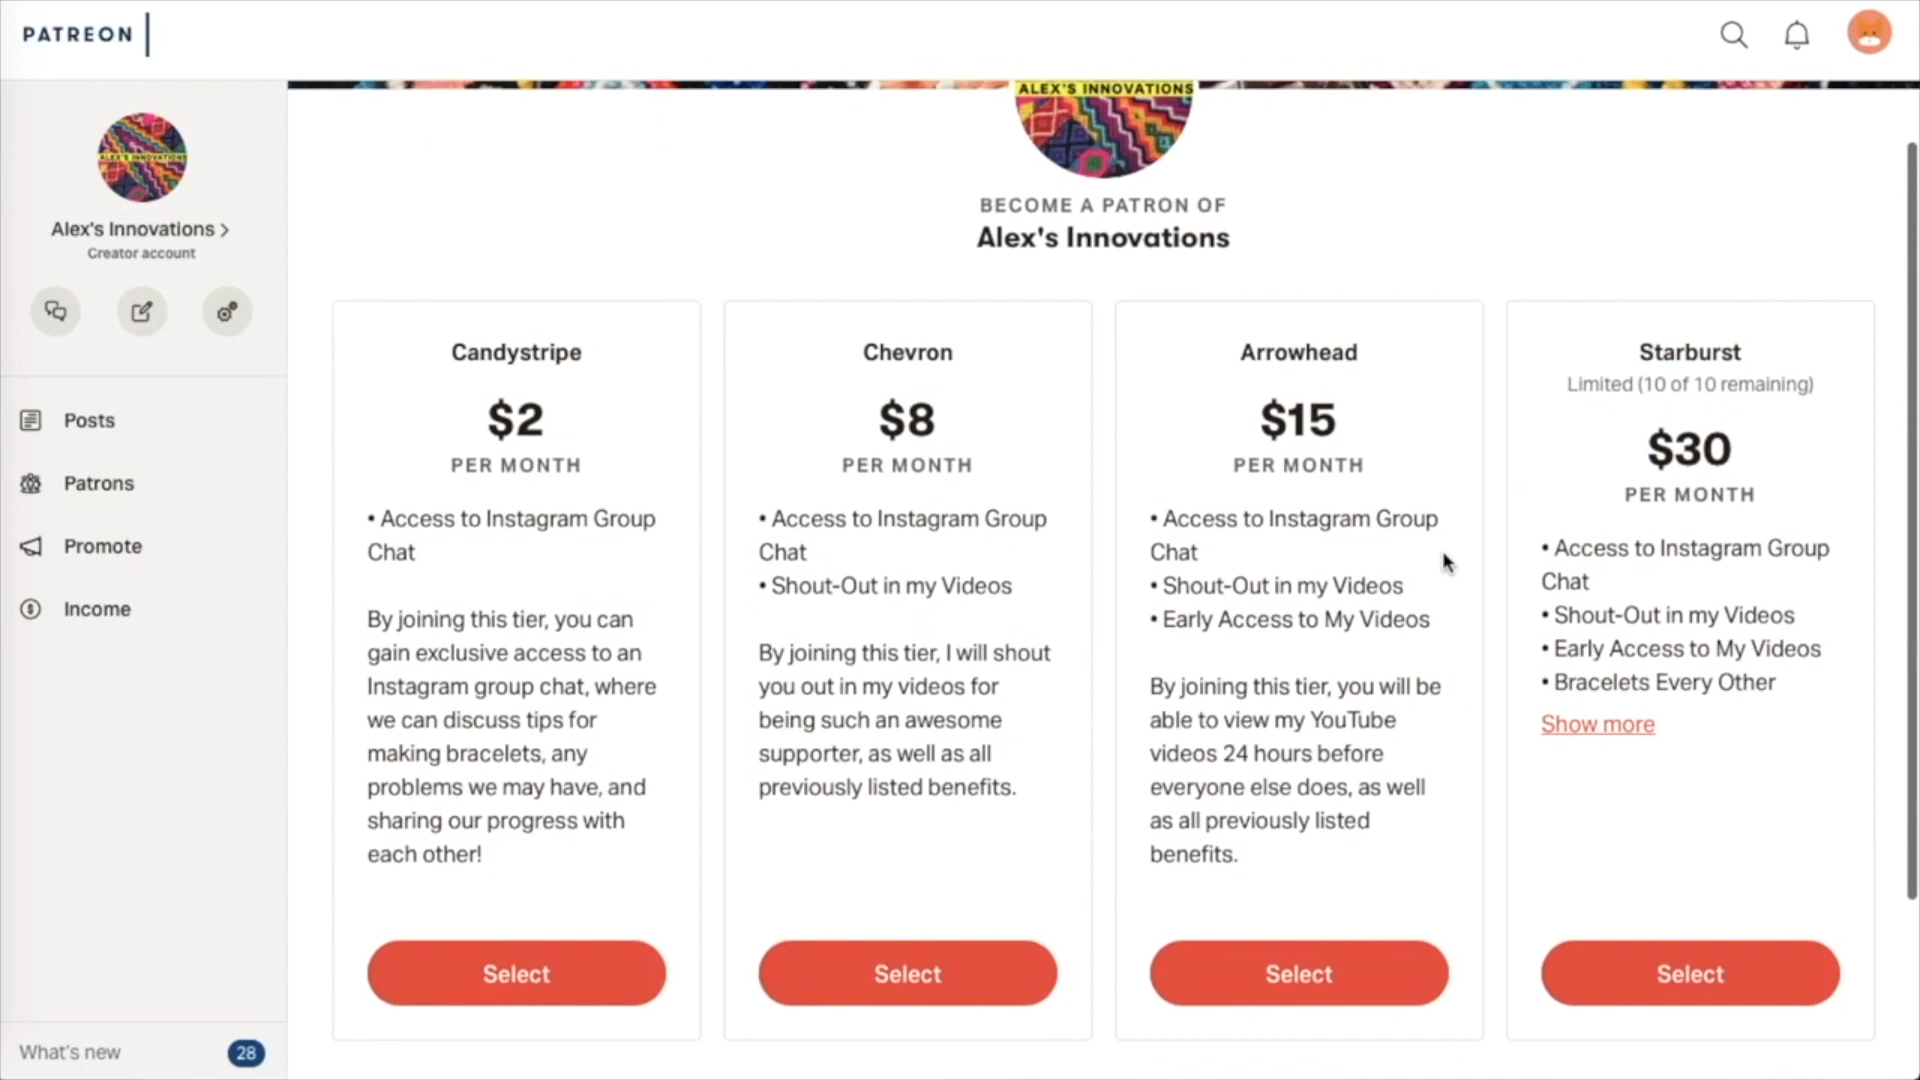 PATREON
ALEX'S INNOVATIONS
ALEX'S INNOVATIONS
Alex's Innovations
Creator account
Posts
Patrons
Promote
Income
What's new
28
BECOME A PATRON OF
Alex's Innovations
Candystripe
$2
PER MONTH
• Access to Instagram Group
Chat
By joining this tier, you can
gain exclusive access to an
Instagram group chat, where
we can discuss tips for
making bracelets, any
problems we may have, and
sharing our progress with
each other!
Select
Chevron
$8
PER MONTH
• Access to Instagram Group
Chat
• Shout-Out in my Videos
By joining this tier, I will shout
you out in my videos for
being such an awesome
supporter, as well as all
previously listed benefits.
Select
Arrowhead
$15
PER MONTH
• Access to Instagram Group
Chat
• Shout-Out in my Videos
• Early Access to My Videos
By joining this tier, you will be
able to view my YouTube
videos 24 hours before
everyone else does, as well
as all previously listed
benefits.
Select
Starburst
Limited (10 of 10 remaining)
$30
PER MONTH
• Access to Instagram Group
Chat
• Shout-Out in my Videos
• Early Access to My Videos
• Bracelets Every Other
Show more
Select